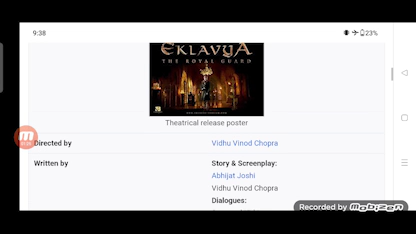 9:38
23%
EKLAVYA
THE ROYAL GUARD
Theatrical release poster
Directed by
Vidhu Vinod Chopra
Written by
Story & Screenplay:
Abhijat Joshi
Vidhu Vinod Chopra
Dialogues:
Recorded by Mobizen